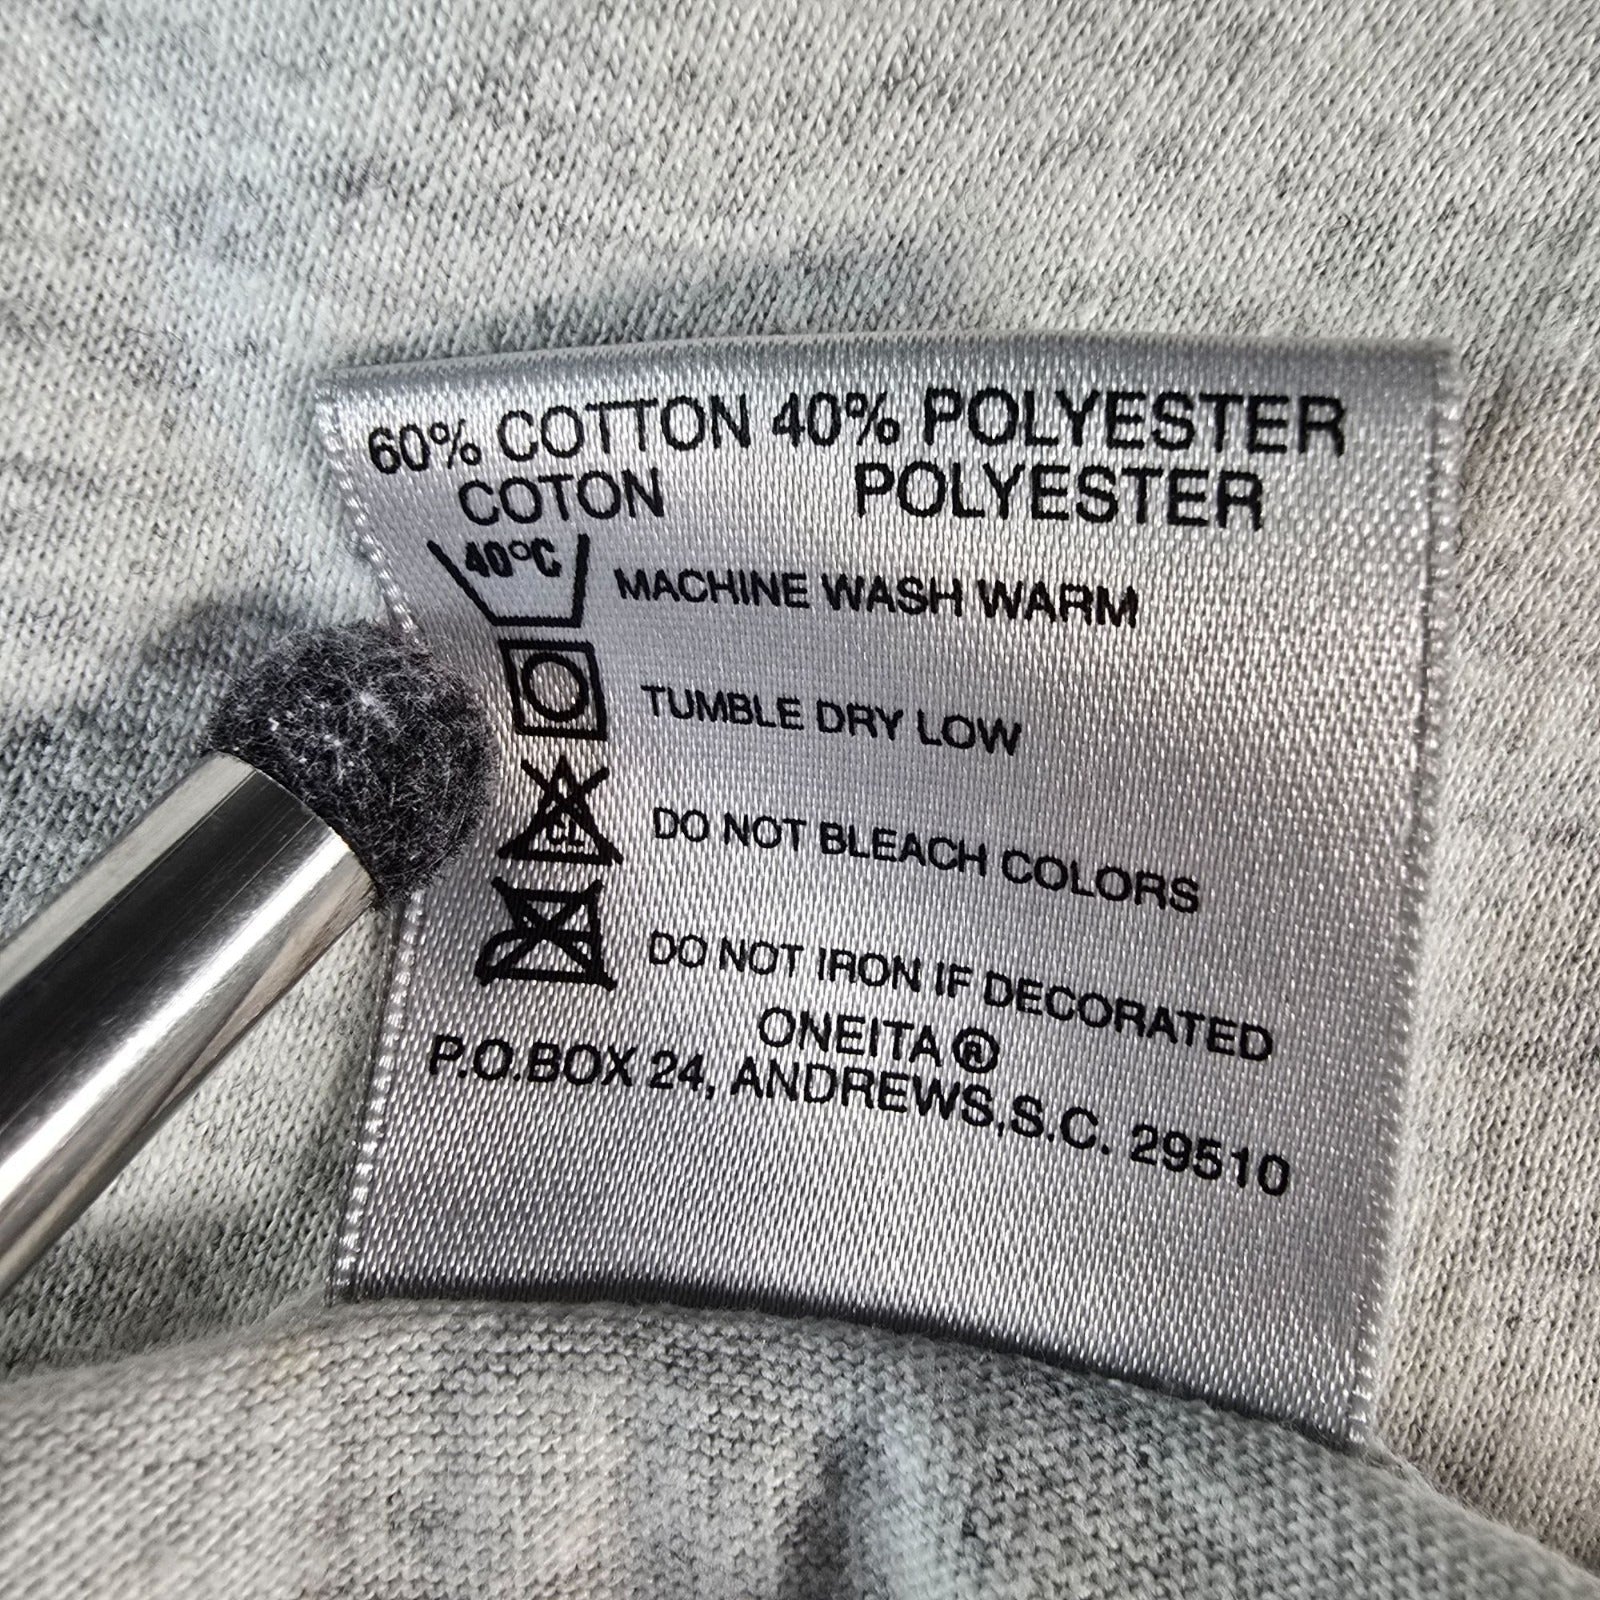 60% COTTON 40% POLYESTER
COTON POLYESTER
40°C MACHINE WASH WARM
TUMBLE DRY LOW
CL DO NOT BLEACH COLORS
DO NOT IRON IF DECORATED
ONEITA ®
P.O.BOX 24, ANDREWS,S.C. 29510